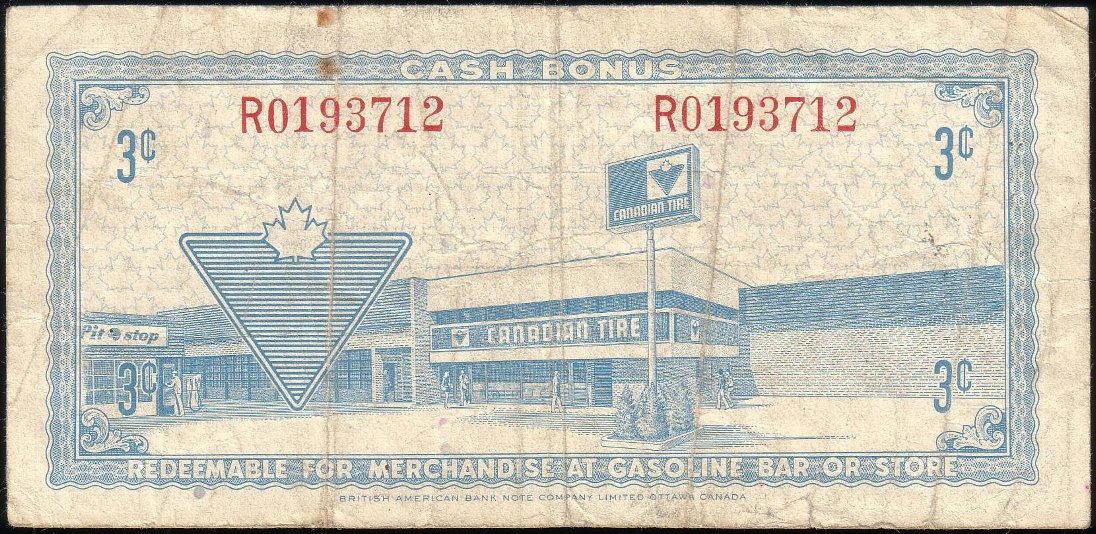 CASH BONUS
R0193712 R0193712
3¢ 3¢
CANADIAN TIRE
Pit stop
CANADIAN TIRE
3¢ 3¢
REDEEMABLE FOR MERCHANDISE AT GASOLINE BAR OR STORE
BRITISH AMERICAN BANK NOTE COMPANY LIMITED OTTAWA CANADA